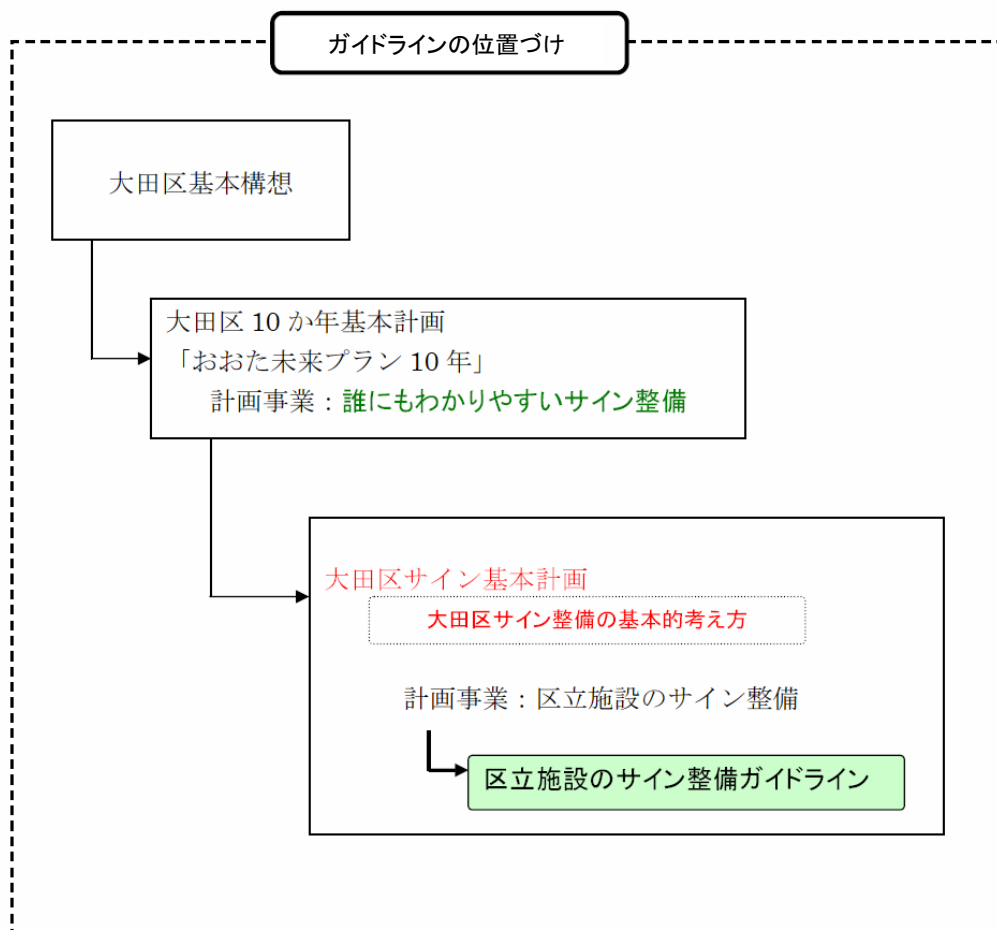 ガイドラインの位置づけ
大田区基本構想
大田区 10 か年基本計画
「おおた未来プラン 10 年」
計画事業：誰にもわかりやすいサイン整備
大田区サイン基本計画
大田区サイン整備の基本的考え方
計画事業：区立施設のサイン整備
区立施設のサイン整備ガイドライン